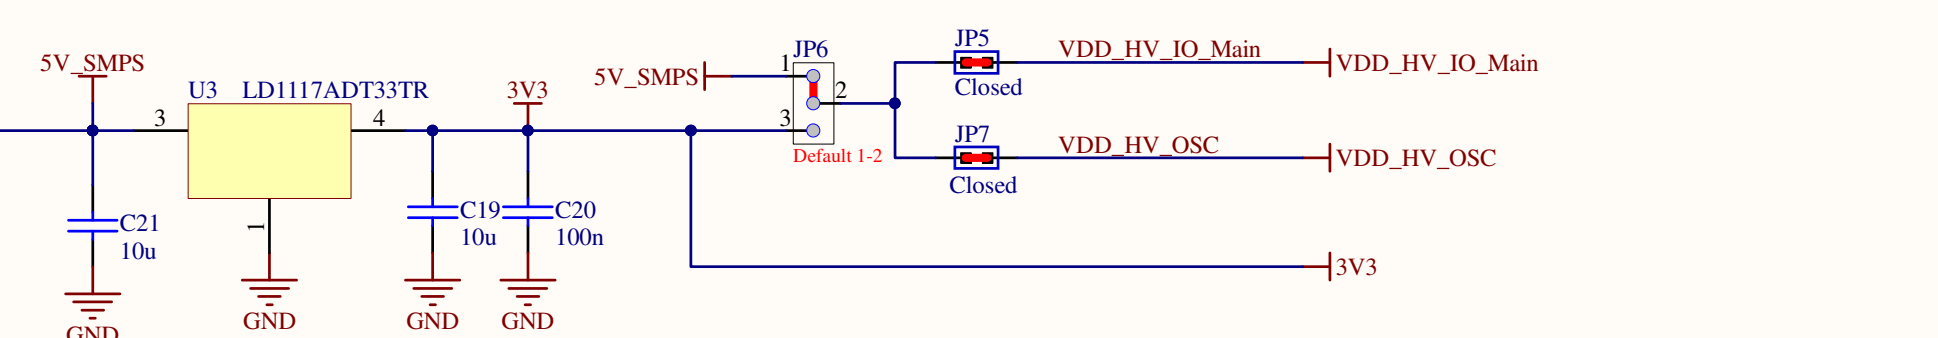 5V_SMPS
U3 LD1117ADT33TR
3
4
1
C21
10u
GND
GND
C19
10u
GND
3V3
C20
100n
GND
5V_SMPS
JP6
1
2
3
Default 1-2
JP5
Closed
VDD_HV_IO_Main
VDD_HV_IO_Main
JP7
Closed
VDD_HV_OSC
VDD_HV_OSC
3V3